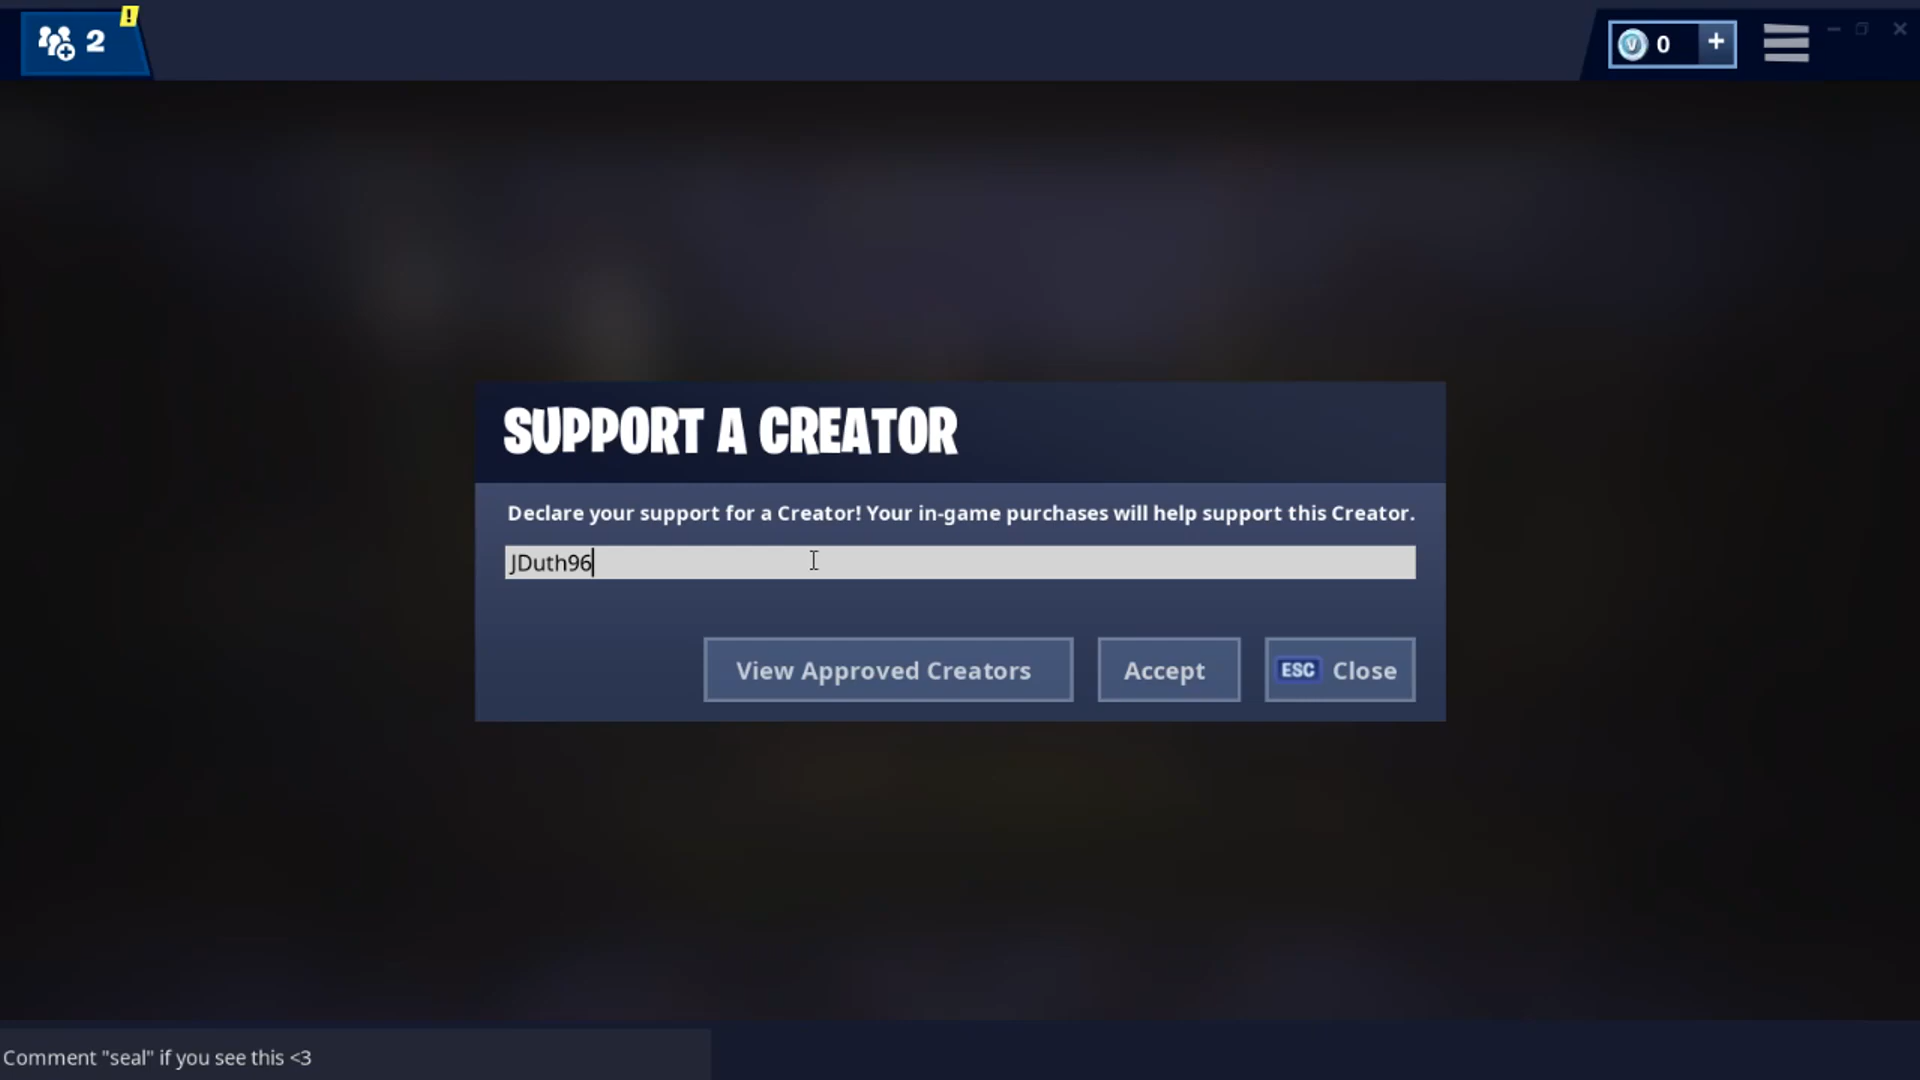 2
!
0
+
SUPPORT A CREATOR
Declare your support for a Creator! Your in-game purchases will help support this Creator.
JDuth96
View Approved Creators
Accept
ESC Close
Comment "seal" if you see this <3